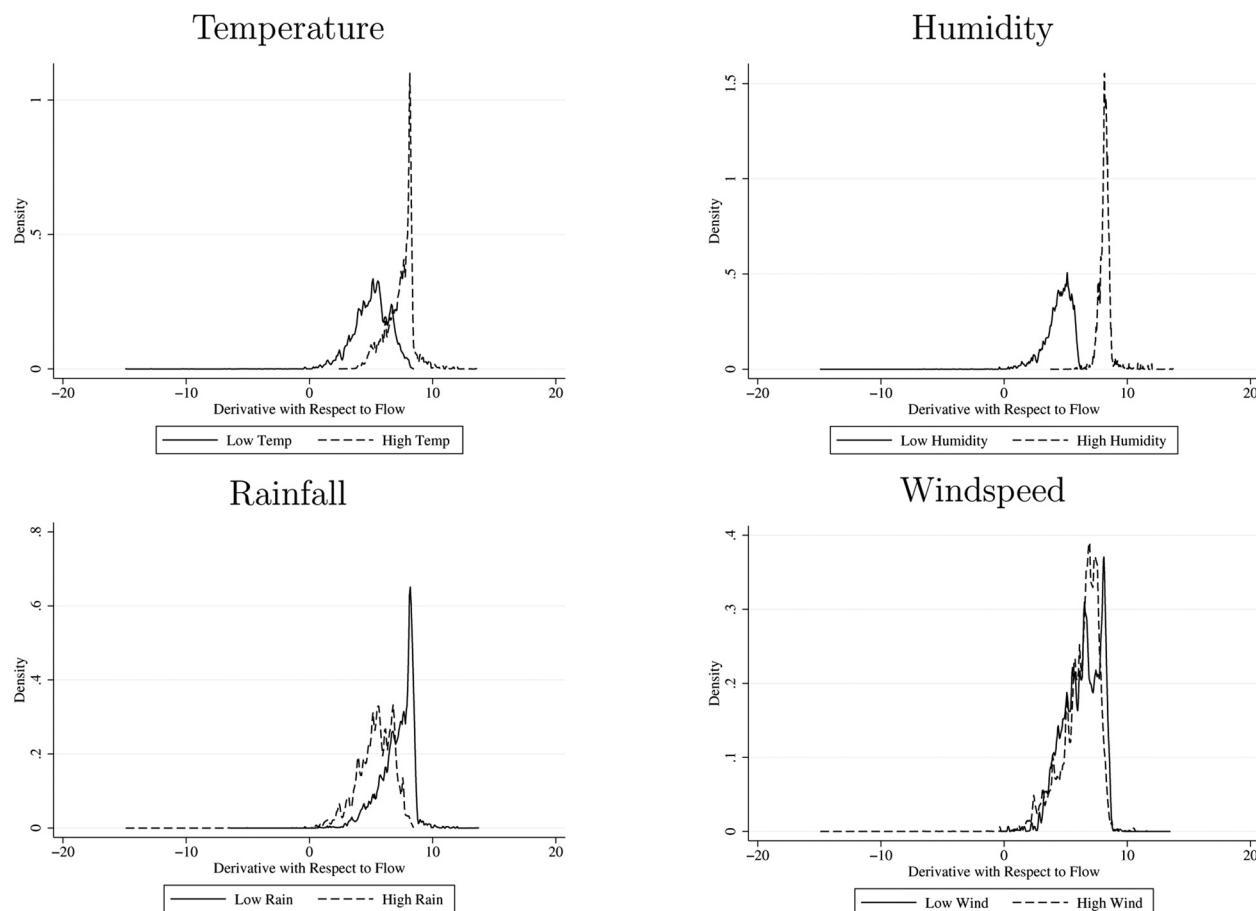 Temperature
Density
0
.5
1
−20
−10
0
10
20
Derivative with Respect to Flow
Low Temp
High Temp
Humidity
Density
0
.5
1
1.5
−20
−10
0
10
20
Derivative with Respect to Flow
Low Humidity
High Humidity
Rainfall
Density
0
.2
.4
.6
.8
−20
−10
0
10
20
Derivative with Respect to Flow
Low Rain
High Rain
Windspeed
Density
0
.1
.2
.3
.4
−20
−10
0
10
20
Derivative with Respect to Flow
Low Wind
High Wind